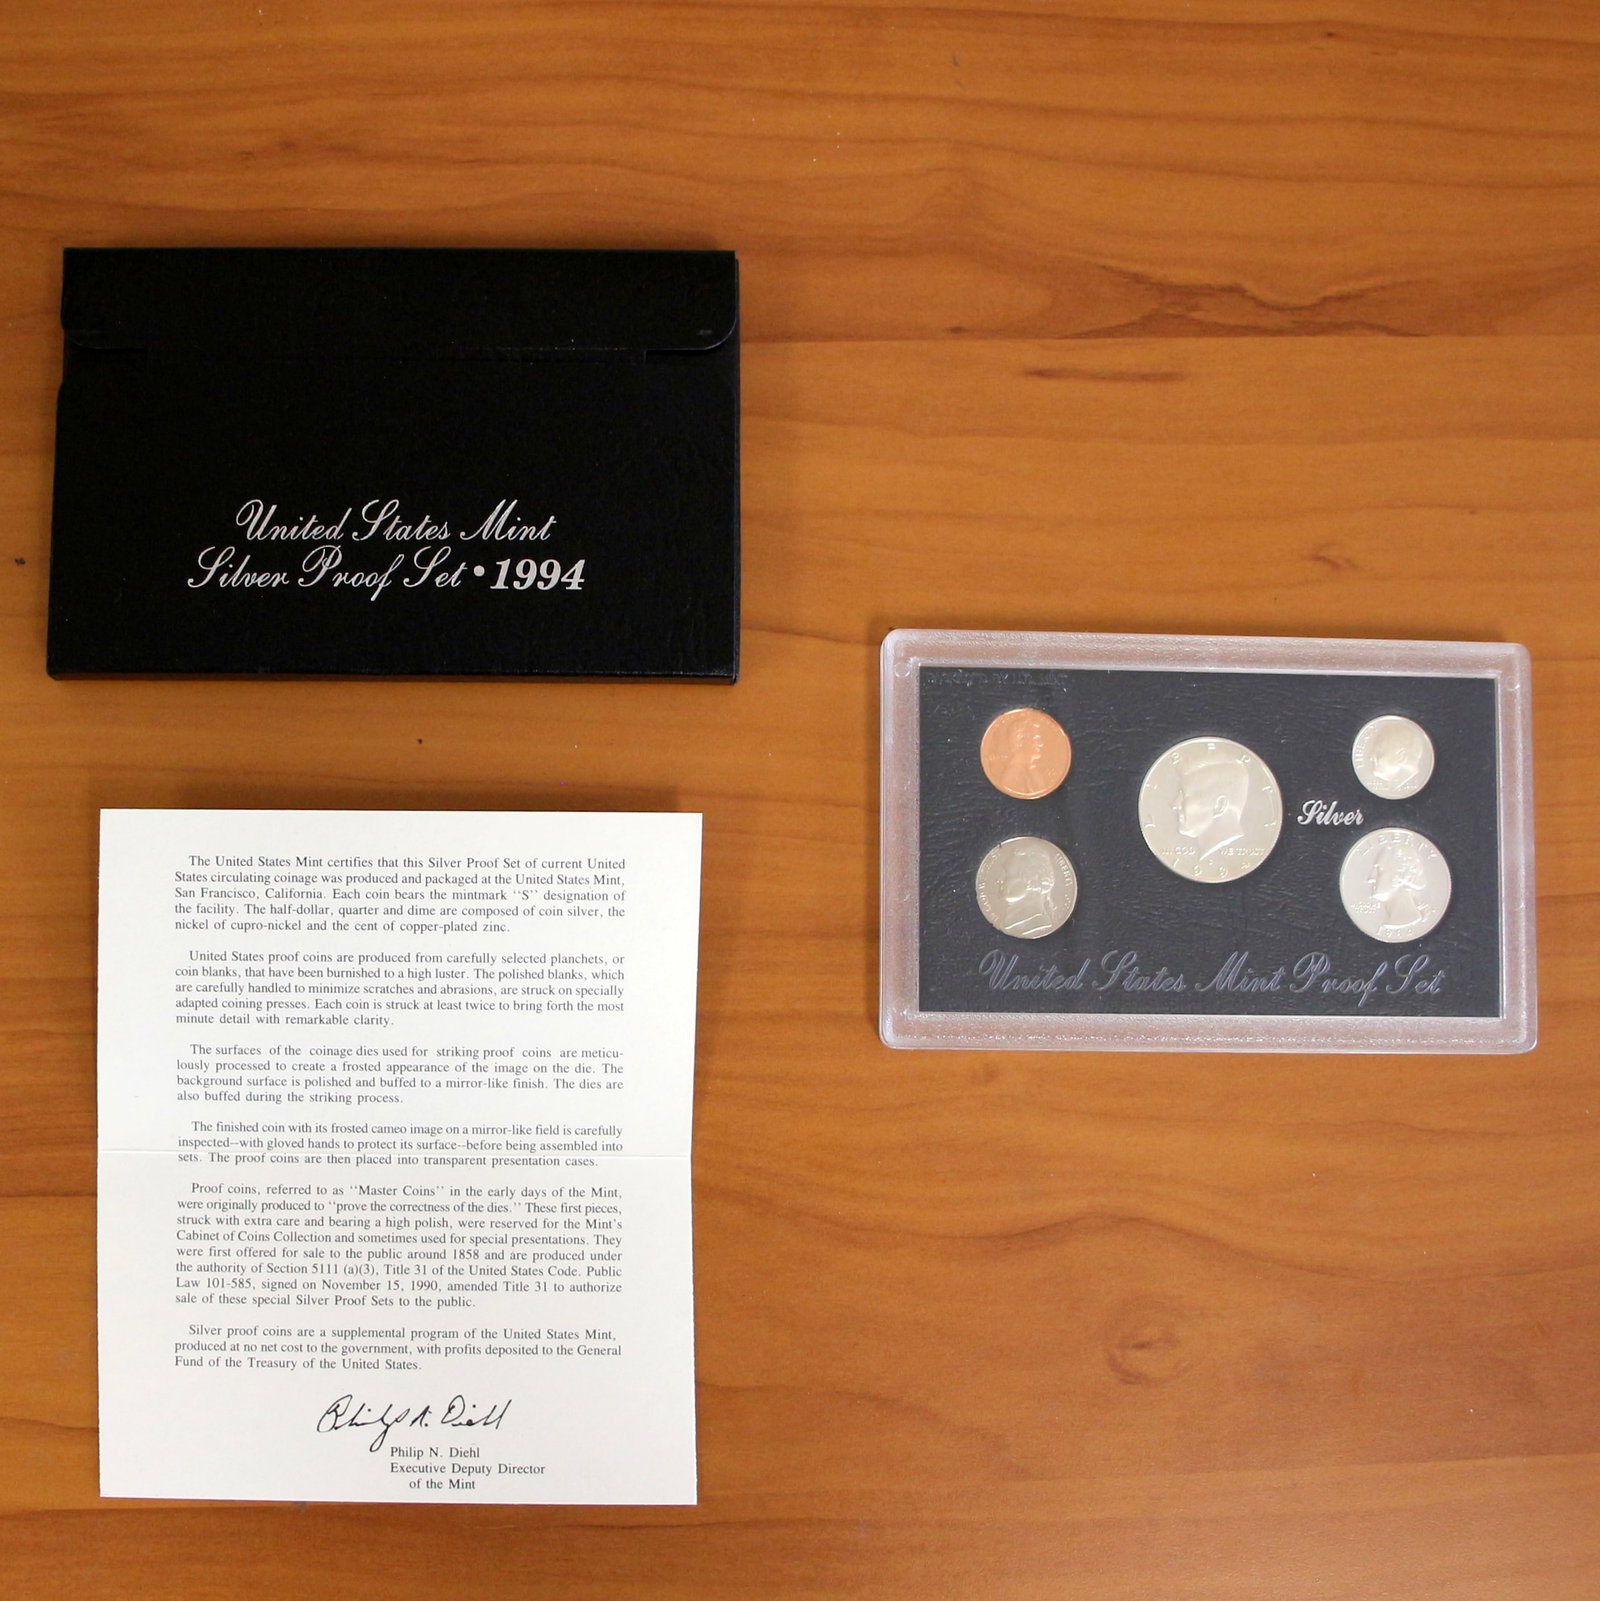 United States Mint
Silver Proof Set • 1994
The United States Mint certifies that this Silver Proof Set of current United
States circulating coinage was produced and packaged at the United States Mint,
San Francisco, California. Each coin bears the mintmark ‘‘S’’ designation of
the facility. The half-dollar, quarter and dime are composed of coin silver, the
nickel of cupro-nickel and the cent of copper-plated zinc.
United States proof coins are produced from carefully selected planchets, or
coin blanks, that have been burnished to a high luster. The polished blanks, which
are carefully handled to minimize scratches and abrasions, are struck on specially
adapted coining presses. Each coin is struck at least twice to bring forth the most
minute detail with remarkable clarity.
The surfaces of the coinage dies used for striking proof coins are meticu-
lously processed to create a frosted appearance of the image on the die. The
background surface is polished and buffed to a mirror-like finish. The dies are
also buffed during the striking process.
The finished coin with its frosted cameo image on a mirror-like field is carefully
inspected--with gloved hands to protect its surface--before being assembled into
sets. The proof coins are then placed into transparent presentation cases.
Proof coins, referred to as ‘‘Master Coins’’ in the early days of the Mint,
were originally produced to ‘‘prove the correctness of the dies.’’ These first pieces,
struck with extra care and bearing a high polish, were reserved for the Mint's
Cabinet of Coins Collection and sometimes used for special presentations. They
were first offered for sale to the public around 1858 and are produced under
the authority of Section 5111 (a)(3), Title 31 of the United States Code. Public
Law 101-585, signed on November 15, 1990, amended Title 31 to authorize
sale of these special Silver Proof Sets to the public.
Silver proof coins are a supplemental program of the United States Mint,
produced at no net cost to the government, with profits deposited to the General
Fund of the Treasury of the United States.
Philip N. Diehl
Philip N. Diehl
Executive Deputy Director
of the Mint
LIBERTY
IN GOD WE TRUST
Silver
LIBERTY
United States Mint Proof Set